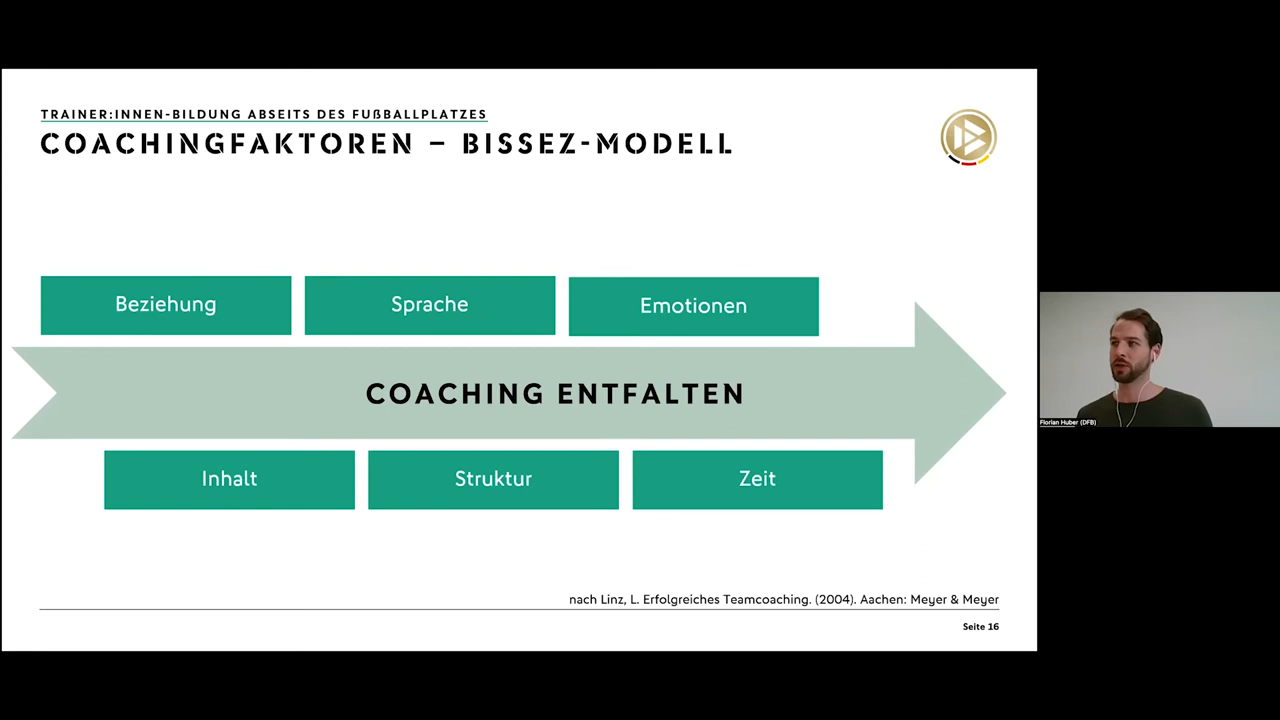 TRAINER:INNEN-BILDUNG ABSEITS DES FUßBALLPLATZES
COACHINGFAKTOREN – BISSEZ-MODELL
Beziehung
Sprache
Emotionen
COACHING ENTFALTEN
Inhalt
Struktur
Zeit
nach Linz, L. Erfolgreiches Teamcoaching. (2004). Aachen: Meyer & Meyer
Seite 16
Florian Huber (DFB)